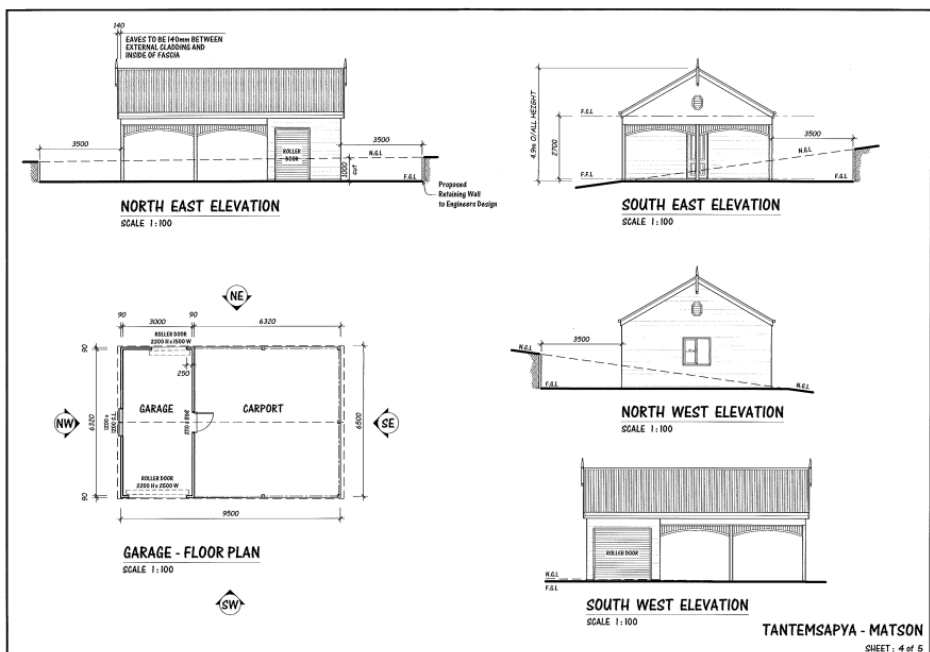 140
EAVES TO BE 140mm BETWEEN
EXTERNAL CLADDING AND
INSIDE OF FASCIA
3500
ROLLER
DOOR
3500
N.G.L
1000
CUT
F.G.L
Proposed
Retaining Wall
to Engineers Design
NORTH EAST ELEVATION
SCALE 1:100
4.9m O/ALL HEIGHT
F.C.L
2700
3500
N.G.L
F.F.L
F.G.L
SOUTH EAST ELEVATION
SCALE 1:100
NE
90
3000
90
6320
ROLLER DOOR
2200 H x 1500 W
90
250
NW
6320
GARAGE
CARPORT
6500
SE
ROLLER DOOR
2200 H x 2500 W
90
9500
GARAGE - FLOOR PLAN
SCALE 1:100
SW
N.G.L
3500
F.G.L
N.G.L
NORTH WEST ELEVATION
SCALE 1:100
ROLLER DOOR
N.G.L
F.G.L
SOUTH WEST ELEVATION
SCALE 1:100
TANTEMSAPYA - MATSON
SHEET: 4 of 5